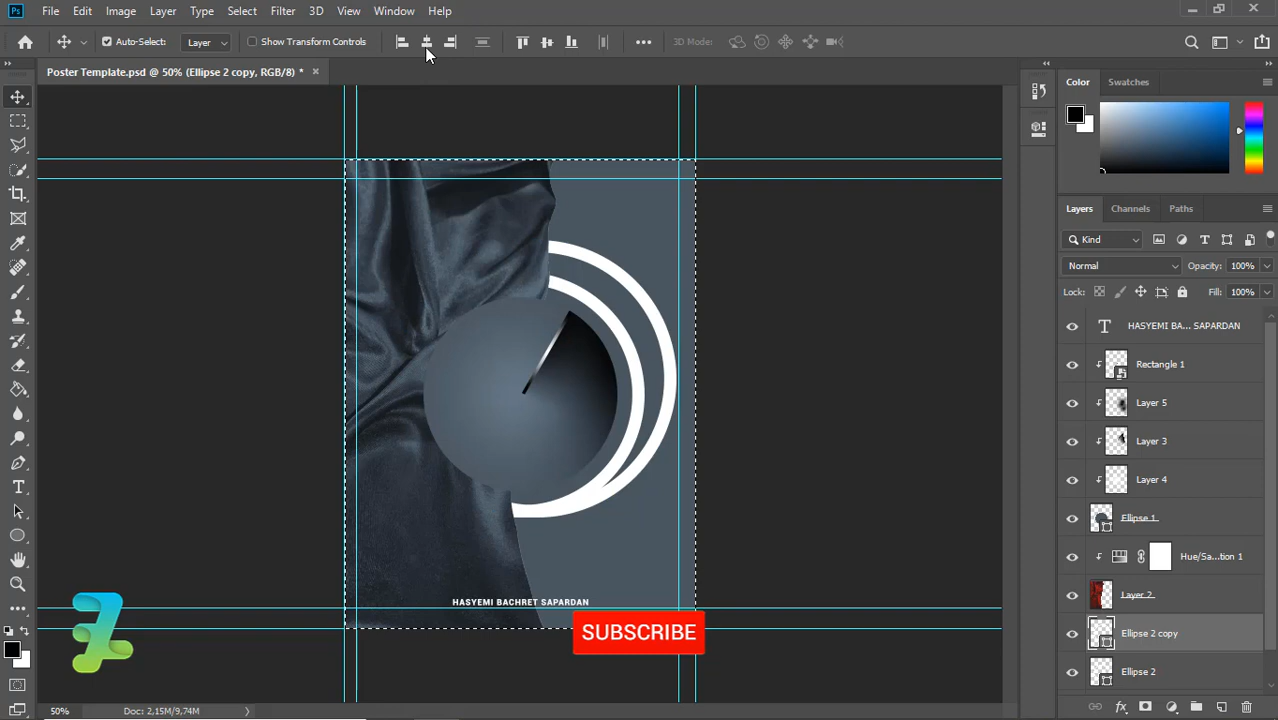 Ps File Edit Image Layer Type Select Filter 3D View Window Help
Auto-Select: Layer Show Transform Controls 3D Mode:
Poster Template.psd @ 50% (Ellipse 2 copy, RGB/8) *
Color Swatches
Layers Channels Paths
Kind
Normal Opacity: 100%
Lock: Fill: 100%
HASYEMI BA... SAPARDAN
Rectangle 1
Layer 5
Layer 3
Layer 4
Ellipse 1
Hue/Sa...tion 1
Layer 2
Ellipse 2 copy
Ellipse 2
HASYEMI BACHRET SAPARDAN
SUBSCRIBE
50% Doc: 2,15M/9,74M